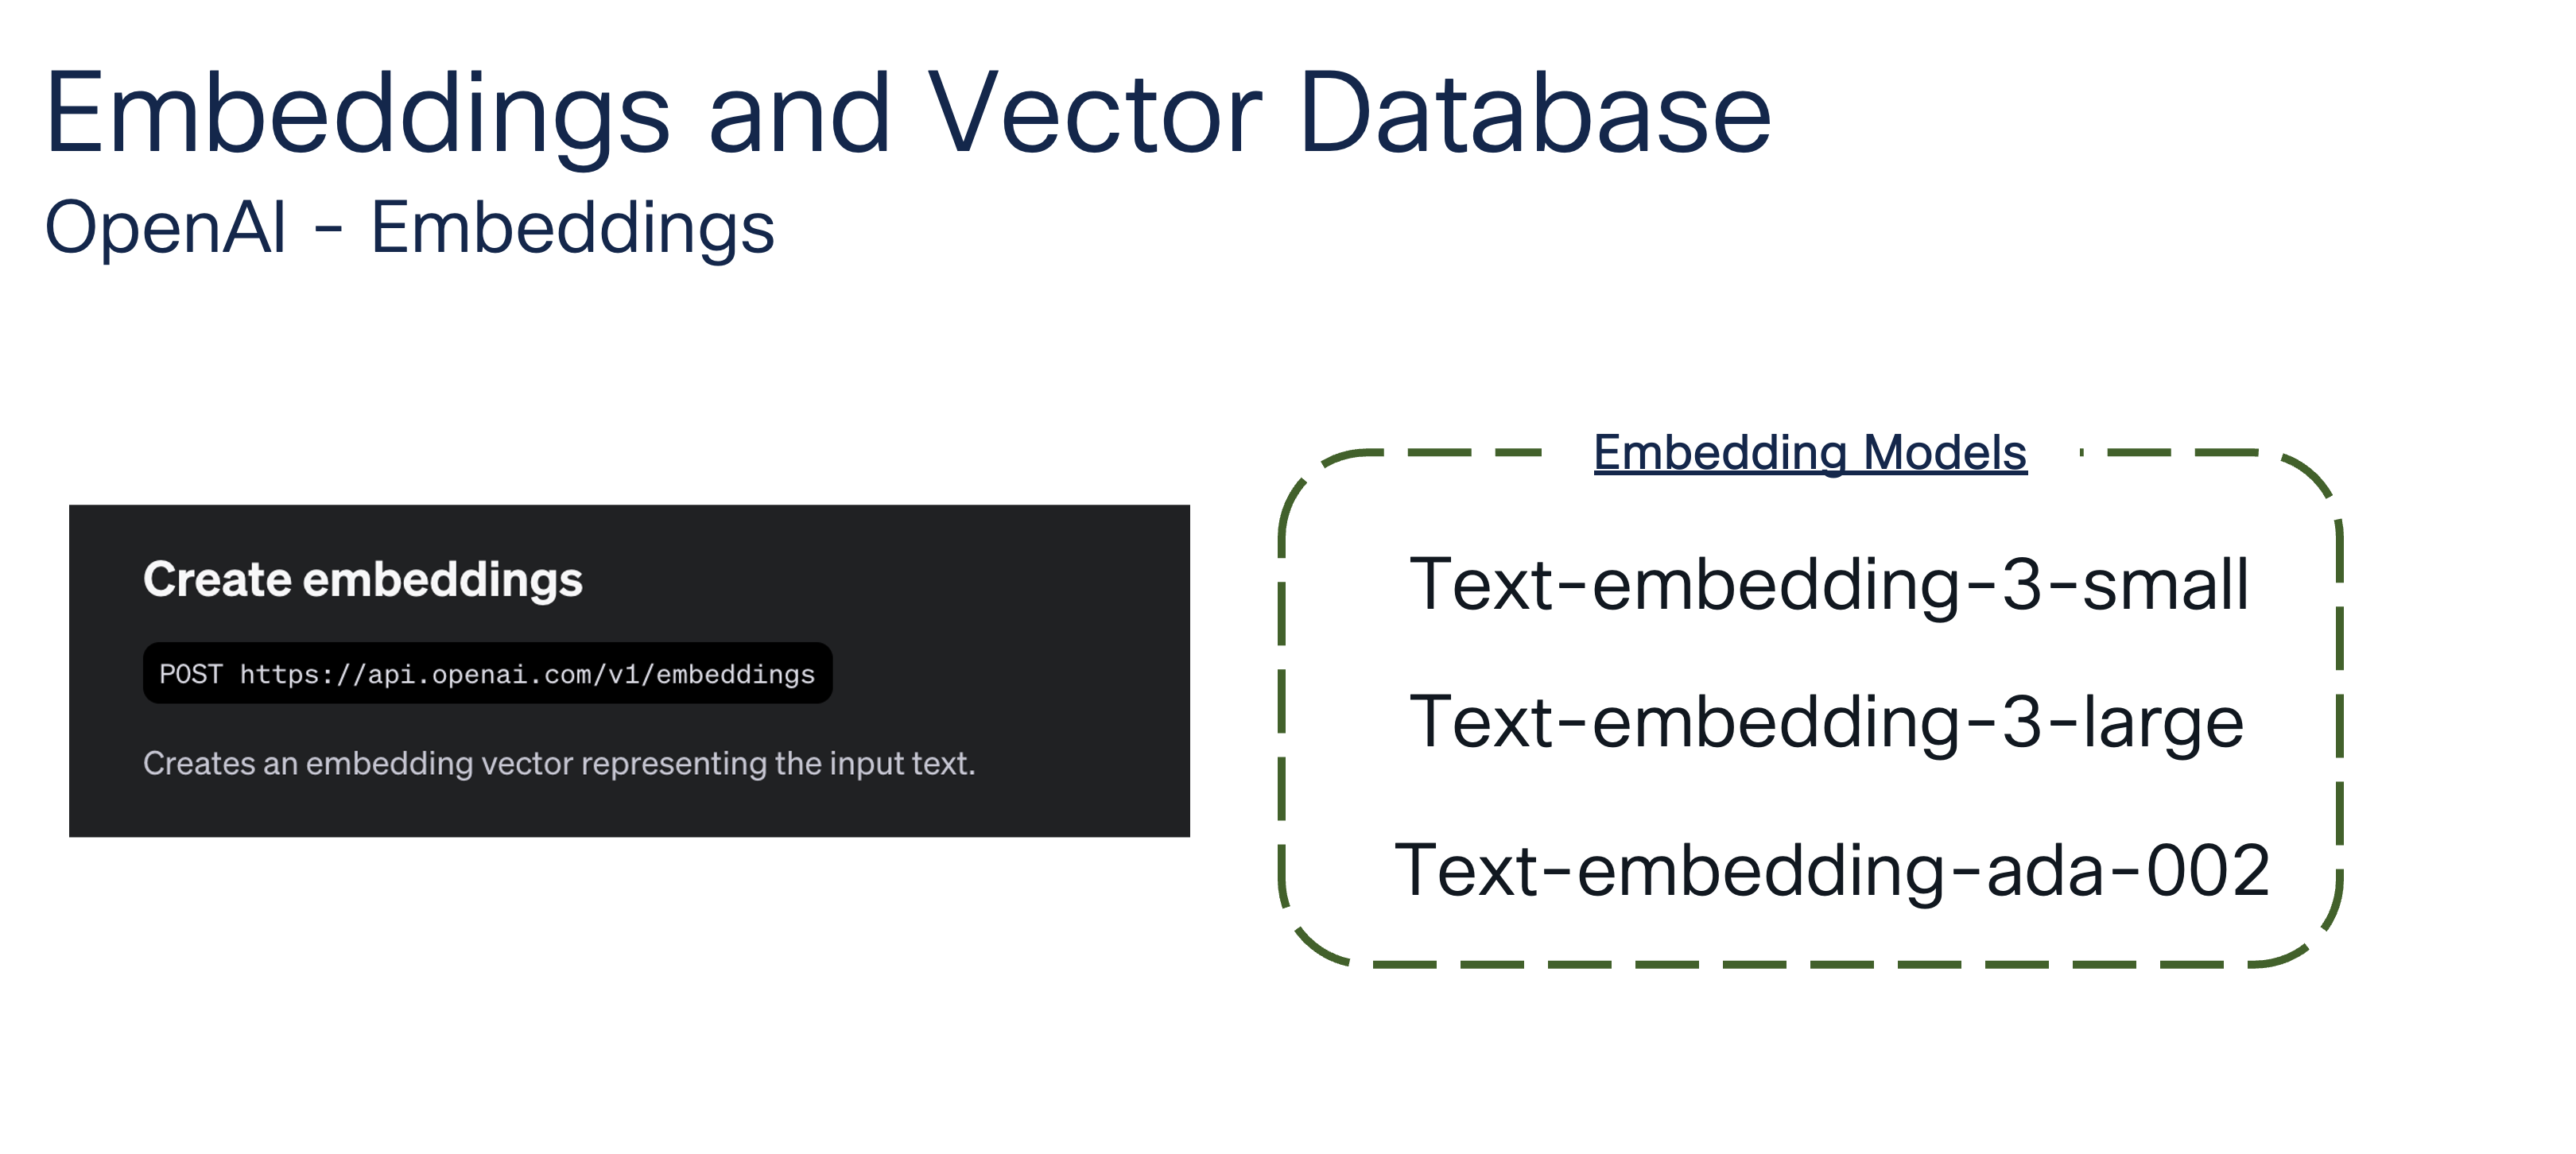 Embeddings and Vector Database
OpenAI - Embeddings
Create embeddings
POST https://api.openai.com/v1/embeddings
Creates an embedding vector representing the input text.
Embedding Models
Text-embedding-3-small
Text-embedding-3-large
Text-embedding-ada-002